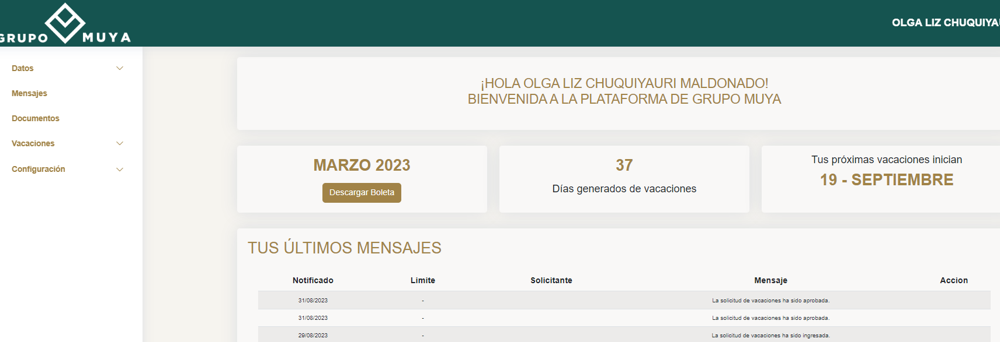 GRUPO MUYA
OLGA LIZ CHUQUIYAU
Datos
Mensajes
Documentos
Vacaciones
Configuración
¡HOLA OLGA LIZ CHUQUIYAURI MALDONADO!
BIENVENIDA A LA PLATAFORMA DE GRUPO MUYA
MARZO 2023
Descargar Boleta
37
Días generados de vacaciones
Tus próximas vacaciones inician
19 - SEPTIEMBRE
TUS ÚLTIMOS MENSAJES
Notificado Limite Solicitante Mensaje Accion
31/08/2023 - La solicitud de vacaciones ha sido aprobada.
31/08/2023 - La solicitud de vacaciones ha sido aprobada.
29/08/2023 - La solicitud de vacaciones ha sido ingresada.